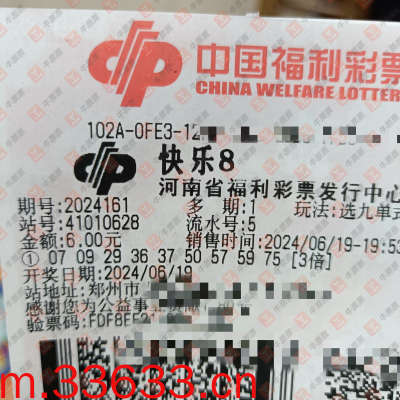 中国福利彩票
CHINA WELFARE LOTTER
102A-0FE3-12
快乐8
河南省福利彩票发行中心
期号:2024161 多 期:1 玩法:选九单式
站号:41010628 流水号:5
金额:6.00元 销售时间:2024/06/19-19:53
① 07 09 29 36 37 50 57 59 75 [3倍]
开奖日期:2024/06/19
站址:郑州市
感谢您为公益事业
验票码:FDF8FF2
m.33633.cn